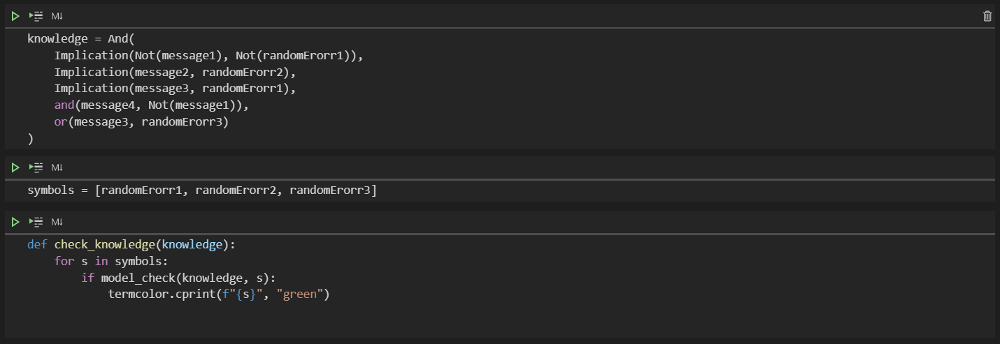 M↓
knowledge = And(
    Implication(Not(message1), Not(randomErorr1)),
    Implication(message2, randomErorr2),
    Implication(message3, randomErorr1),
    and(message4, Not(message1)),
    or(message3, randomErorr3)
)
M↓
symbols = [randomErorr1, randomErorr2, randomErorr3]
M↓
def check_knowledge(knowledge):
    for s in symbols:
        if model_check(knowledge, s):
            termcolor.cprint(f"{s}", "green")